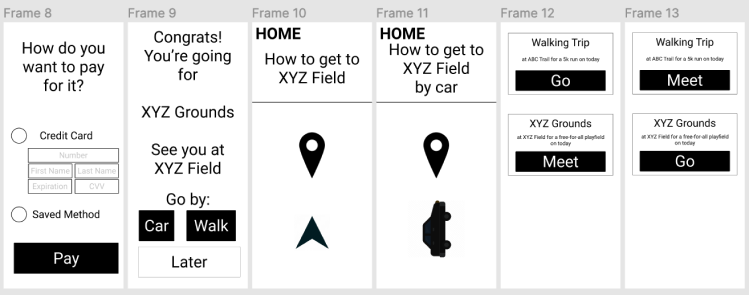 Frame 8
How do you
want to pay
for it?
Credit Card
Number
First Name
Last Name
Expiration
CVV
Saved Method
Pay
Frame 9
Congrats!
You're going
for
XYZ Grounds
See you at
XYZ Field
Go by:
Car
Walk
Later
Frame 10
HOME
How to get to
XYZ Field
Frame 11
HOME
How to get to
XYZ Field
by car
Frame 12
Walking Trip
at ABC Trail for a 5k run on today
Go
XYZ Grounds
at XYZ Field for a free-for-all playfield
on today
Meet
Frame 13
Walking Trip
at ABC Trail for a 5k run on today
Meet
XYZ Grounds
at XYZ Field for a free-for-all playfield
on today
Go